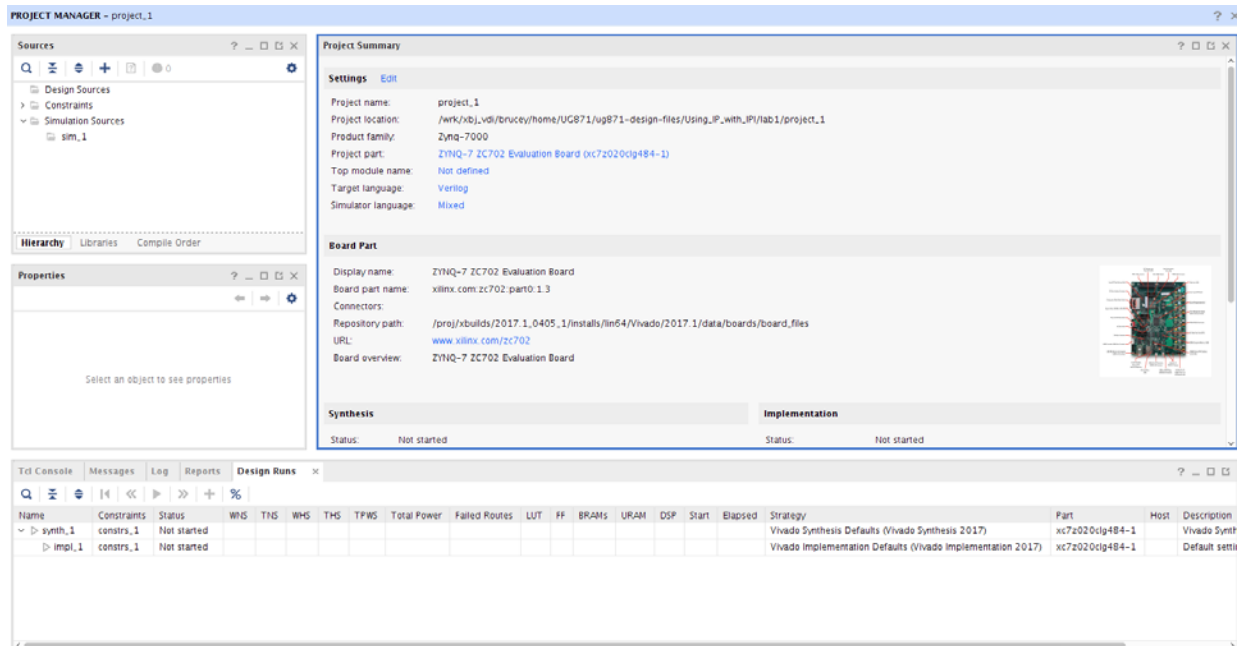 PROJECT MANAGER - project_1
Sources
0
Design Sources
Constraints
Simulation Sources
sim_1
Hierarchy Libraries Compile Order
Properties
Select an object to see properties
Project Summary
Settings Edit
Project name: project_1
Project location: /wrk/xbj_vdi/brucey/home/UG871/ug871-design-files/Using_IP_with_IPI/lab1/project_1
Product family: Zynq-7000
Project part: ZYNQ-7 ZC702 Evaluation Board (xc7z020clg484-1)
Top module name: Not defined
Target language: Verilog
Simulator language: Mixed
Board Part
Display name: ZYNQ-7 ZC702 Evaluation Board
Board part name: xilinx.com:zc702:part0:1.3
Connectors:
Repository path: /proj/xbuilds/2017.1_0405_1/installs/lin64/Vivado/2017.1/data/boards/board_files
URL: www.xilinx.com/zc702
Board overview: ZYNQ-7 ZC702 Evaluation Board
Synthesis Implementation
Status: Not started Status: Not started
Tcl Console Messages Log Reports Design Runs
Name Constraints Status WNS TNS WHS THS TPWS Total Power Failed Routes LUT FF BRAMs URAM DSP Start Elapsed Strategy Part Host Description
synth_1 constrs_1 Not started Vivado Synthesis Defaults (Vivado Synthesis 2017) xc7z020clg484-1 Vivado Synth
impl_1 constrs_1 Not started Vivado Implementation Defaults (Vivado Implementation 2017) xc7z020clg484-1 Default settin